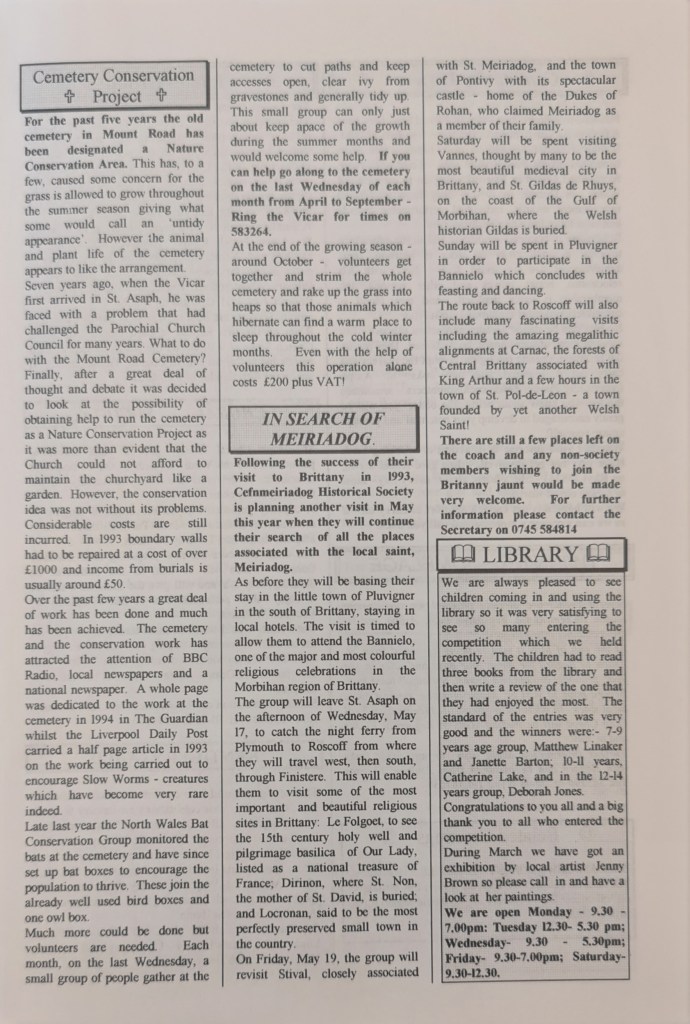 Cemetery Conservation
✞ Project ✞
For the past five years the old
cemetery in Mount Road has
been designated a Nature
Conservation Area. This has, to a
few, caused some concern for the
grass is allowed to grow throughout
the summer season giving what
some would call an 'untidy
appearance'. However the animal
and plant life of the cemetery
appears to like the arrangement.
Seven years ago, when the Vicar
first arrived in St. Asaph, he was
faced with a problem that had
challenged the Parochial Church
Council for many years. What to do
with the Mount Road Cemetery?
Finally, after a great deal of
thought and debate it was decided
to look at the possibility of
obtaining help to run the cemetery
as a Nature Conservation Project as
it was more than evident that the
Church could not afford to
maintain the churchyard like a
garden. However, the conservation
idea was not without its problems.
Considerable costs are still
incurred. In 1993 boundary walls
had to be repaired at a cost of over
£1000 and income from burials is
usually around £50.
Over the past few years a great deal
of work has been done and much
has been achieved. The cemetery
and the conservation work has
attracted the attention of BBC
Radio, local newspapers and a
national newspaper. A whole page
was dedicated to the work at the
cemetery in 1994 in The Guardian
whilst the Liverpool Daily Post
carried a half page article in 1993
on the work being carried out to
encourage Slow Worms - creatures
which have become very rare
indeed.
Late last year the North Wales Bat
Conservation Group monitored the
bats at the cemetery and have since
set up bat boxes to encourage the
population to thrive. These join the
already well used bird boxes and
one owl box.
Much more could be done but
volunteers are needed. Each
month, on the last Wednesday, a
small group of people gather at the
cemetery to cut paths and keep
accesses open, clear ivy from
gravestones and generally tidy up.
This small group can only just
about keep apace of the growth
during the summer months and
would welcome some help. If you
can help go along to the cemetery
on the last Wednesday of each
month from April to September -
Ring the Vicar for times on
583264.
At the end of the growing season -
around October - volunteers get
together and strim the whole
cemetery and rake up the grass into
heaps so that those animals which
hibernate can find a warm place to
sleep throughout the cold winter
months. Even with the help of
volunteers this operation alone
costs £200 plus VAT!
IN SEARCH OF
MEIRIADOG.
Following the success of their
visit to Brittany in 1993,
Cefnmeiriadog Historical Society
is planning another visit in May
this year when they will continue
their search of all the places
associated with the local saint,
Meiriadog.
As before they will be basing their
stay in the little town of Pluvigner
in the south of Brittany, staying in
local hotels. The visit is timed to
allow them to attend the Bannielo,
one of the major and most colourful
religious celebrations in the
Morbihan region of Brittany.
The group will leave St. Asaph on
the afternoon of Wednesday, May
17, to catch the night ferry from
Plymouth to Roscoff from where
they will travel west, then south,
through Finistere. This will enable
them to visit some of the most
important and beautiful religious
sites in Brittany: Le Folgoet, to see
the 15th century holy well and
pilgrimage basilica of Our Lady,
listed as a national treasure of
France; Dirinon, where St. Non,
the mother of St. David, is buried;
and Locronan, said to be the most
perfectly preserved small town in
the country.
On Friday, May 19, the group will
revisit Stival, closely associated
with St. Meiriadog, and the town
of Pontivy with its spectacular
castle - home of the Dukes of
Rohan, who claimed Meiriadog as
a member of their family.
Saturday will be spent visiting
Vannes, thought by many to be the
most beautiful medieval city in
Brittany, and St. Gildas de Rhuys,
on the coast of the Gulf of
Morbihan, where the Welsh
historian Gildas is buried.
Sunday will be spent in Pluvigner
in order to participate in the
Bannielo which concludes with
feasting and dancing.
The route back to Roscoff will also
include many fascinating visits
including the amazing megalithic
alignments at Carnac, the forests of
Central Brittany associated with
King Arthur and a few hours in the
town of St. Pol-de-Leon - a town
founded by yet another Welsh
Saint!
There are still a few places left on
the coach and any non-society
members wishing to join the
Britanny jaunt would be made
very welcome. For further
information please contact the
Secretary on 0745 584814
LIBRARY
We are always pleased to see
children coming in and using the
library so it was very satisfying to
see so many entering the
competition which we held
recently. The children had to read
three books from the library and
then write a review of the one that
they had enjoyed the most. The
standard of the entries was very
good and the winners were:- 7-9
years age group, Matthew Linaker
and Janette Barton; 10-11 years,
Catherine Lake, and in the 12-14
years group, Deborah Jones.
Congratulations to you all and a big
thank you to all who entered the
competition.
During March we have got an
exhibition by local artist Jenny
Brown so please call in and have a
look at her paintings.
We are open Monday - 9.30 -
7.00pm: Tuesday 12.30- 5.30 pm;
Wednesday- 9.30 - 5.30pm;
Friday- 9.30-7.00pm; Saturday-
9.30-12.30.